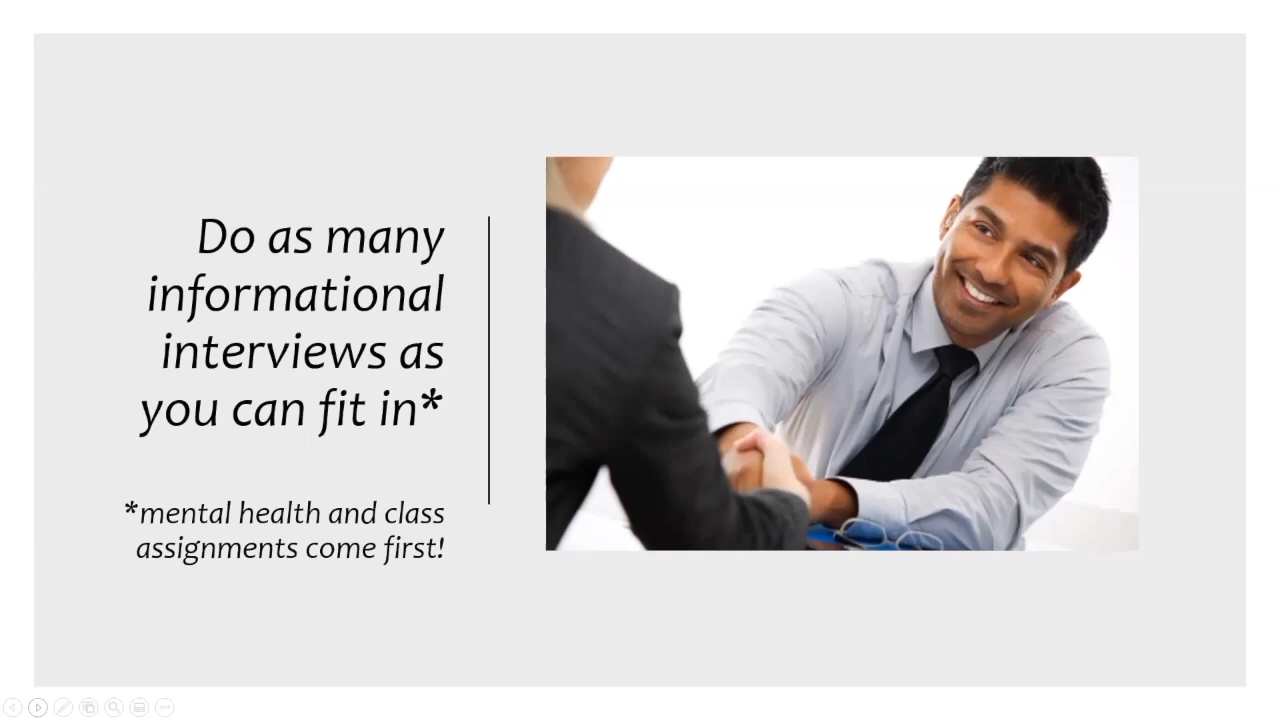 Do as many
informational
interviews as
you can fit in*
*mental health and class
assignments come first!